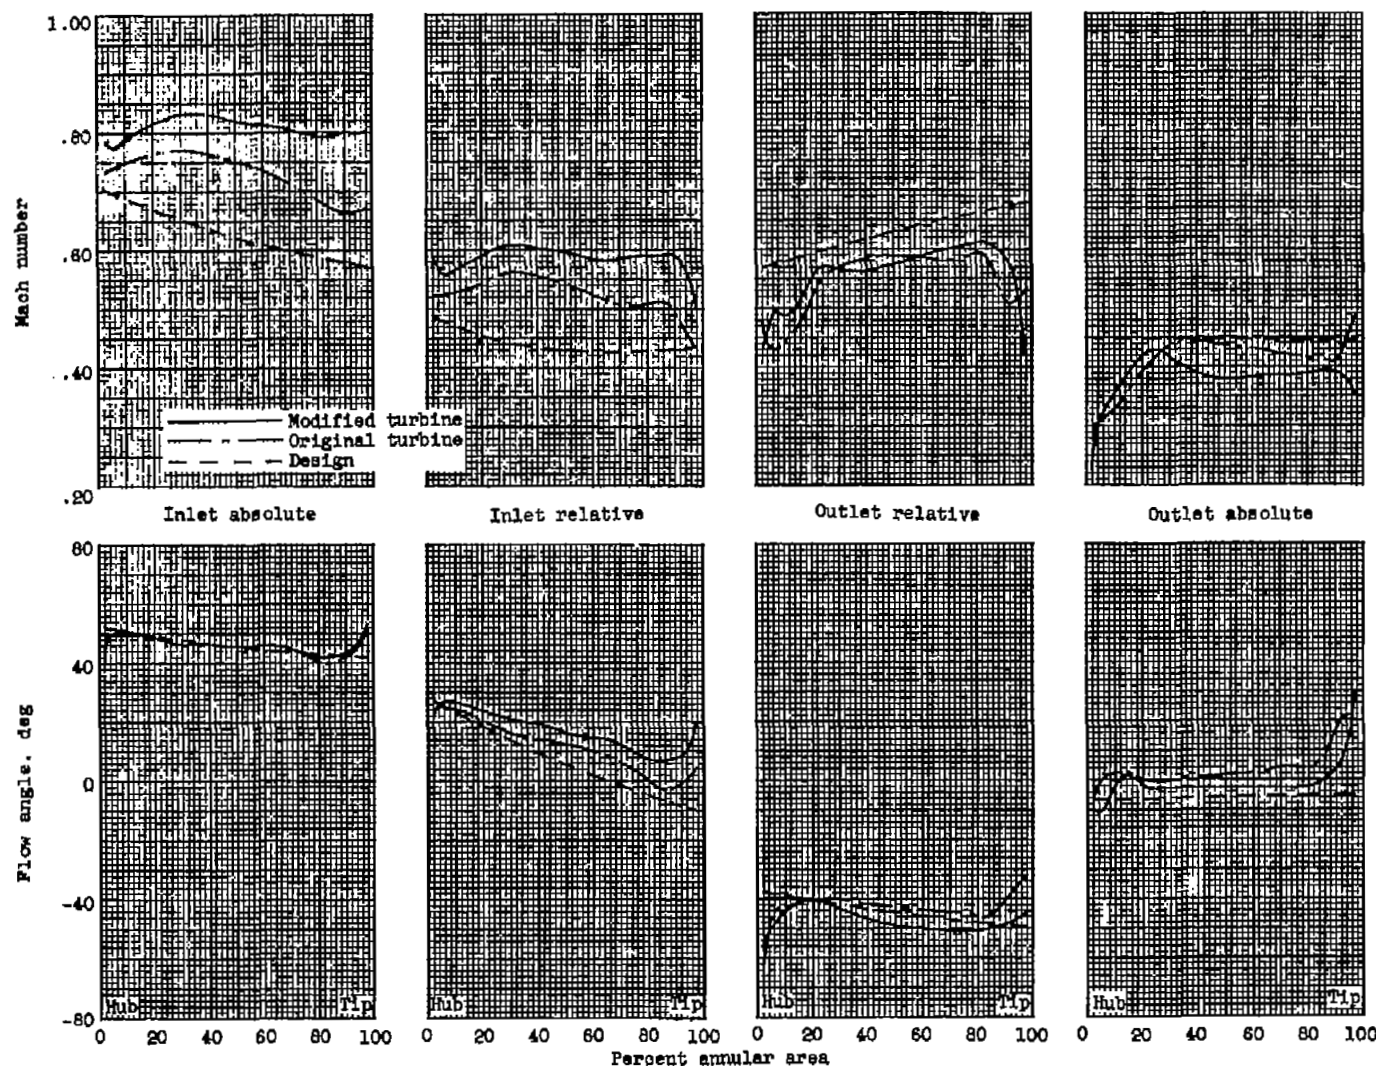 1.00
.80
.60
.40
.20
Mach number
Modified turbine
Original turbine
Design
Inlet absolute
Inlet relative
Outlet relative
Outlet absolute
80
40
0
-40
-80
Flow angle, deg
Hub
Tip
Hub
Tip
Hub
Tip
Hub
Tip
0 20 40 60 80 100
0 20 40 60 80 100
0 20 40 60 80 100
0 20 40 60 80 100
Percent annular area